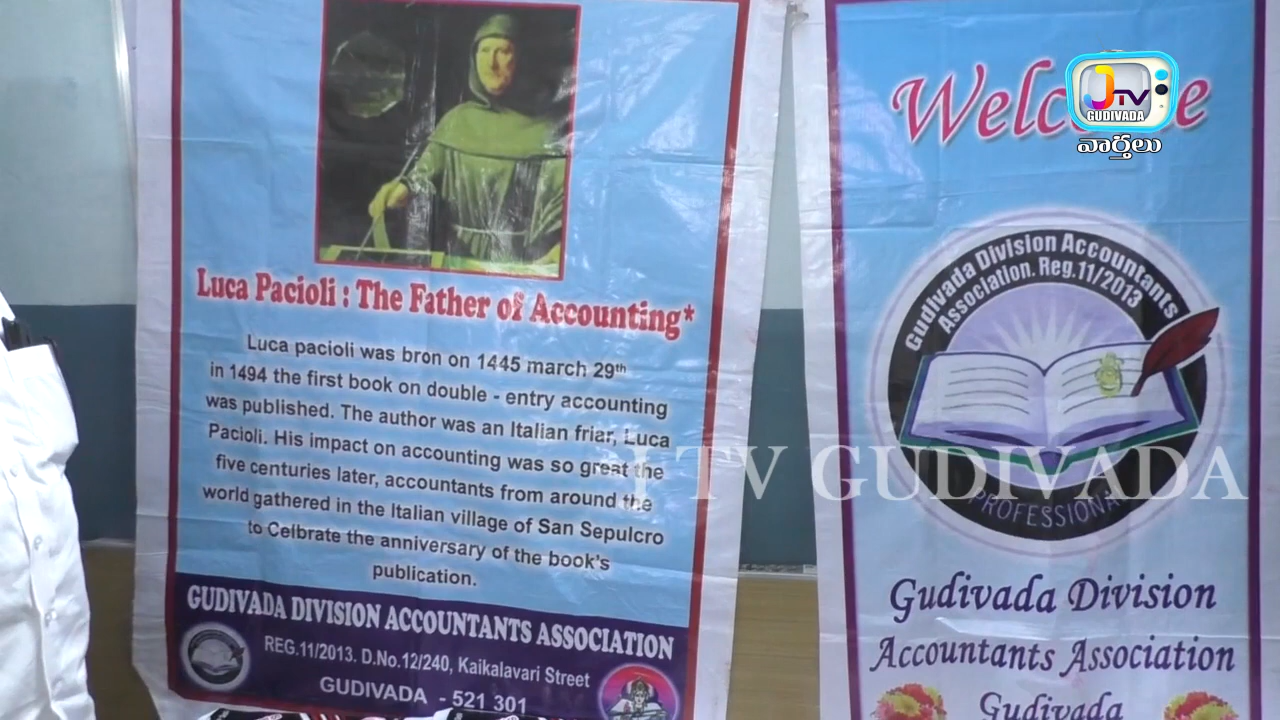 Luca Pacioli : The Father of Accounting*
Luca pacioli was bron on 1445 march 29th
in 1494 the first book on double - entry accounting
was published. The author was an Italian friar, Luca
Pacioli. His impact on accounting was so great the
five centuries later, accountants from around the
world gathered in the Italian village of San Sepulcro
to Celbrate the anniversary of the book's
publication.
GUDIVADA DIVISION ACCOUNTANTS ASSOCIATION
REG.11/2013. D.No.12/240, Kaikalavari Street
GUDIVADA - 521 301
Welcome
JTV
GUDIVADA
వార్తలు
Gudivada Division Accountants
Association. Reg.11/2013
PROFESSIONAL
J TV GUDIVADA
Gudivada Division
Accountants Association
Gudivada